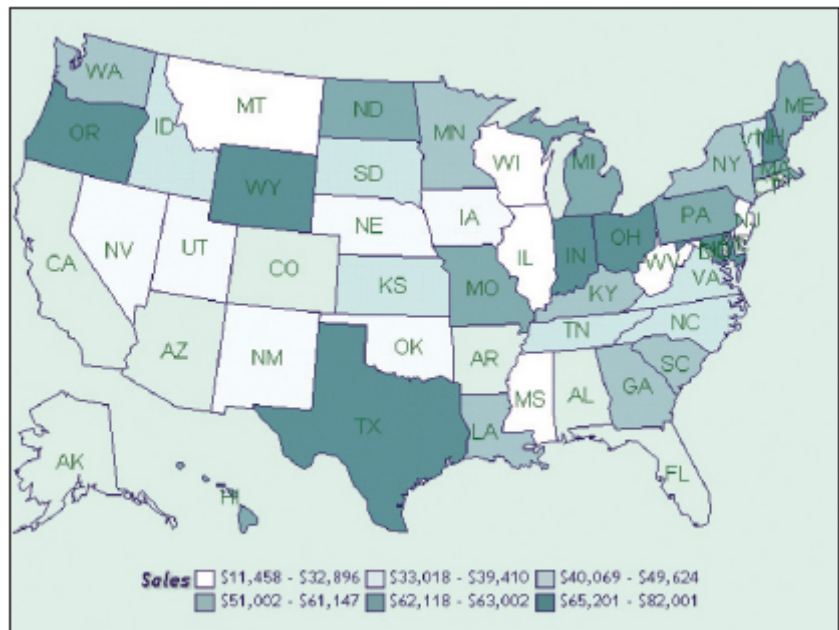 WA
MT
ND
MN
ME
OR
ID
SD
WI
MI
VT
NH
NY
MA
CT
WY
IA
NE
PA
NJ
NV
UT
CO
IL
IN
OH
WV
VA
CA
KS
MO
KY
NC
TN
AZ
NM
OK
AR
SC
MS
AL
GA
TX
LA
AK
FL
HI
Sales $11,458 - $32,896 $33,018 - $39,410 $40,069 - $49,624
$51,002 - $61,147 $62,118 - $63,002 $65,201 - $82,001